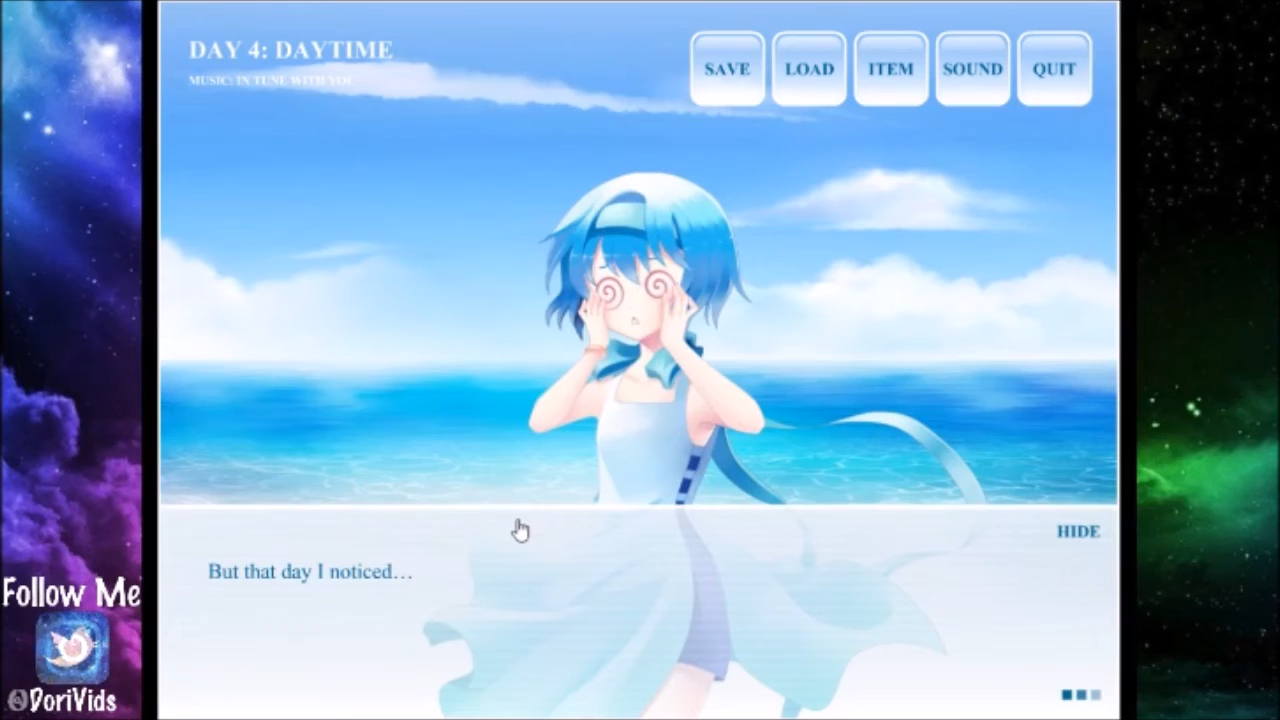 DAY 4: DAYTIME
MUSIC: IN TUNE WITH YOU
SAVE
LOAD
ITEM
SOUND
QUIT
HIDE
But that day I noticed…
Follow Me
@DoriVids